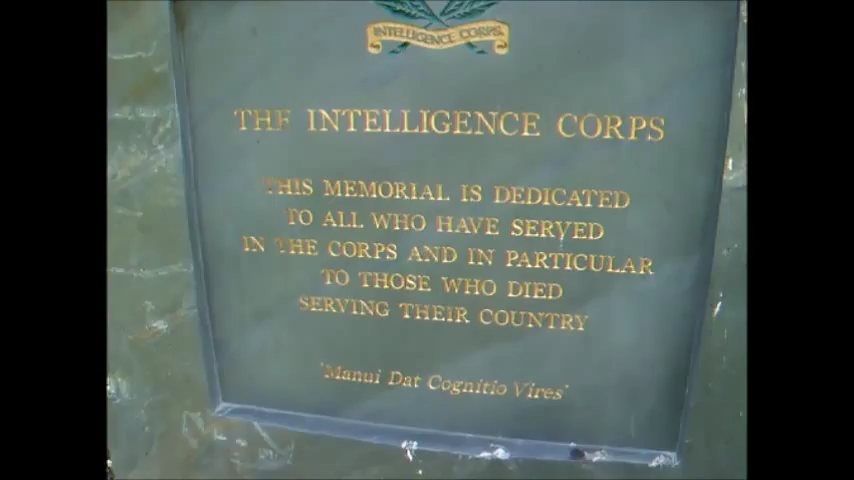 INTELLIGENCE CORPS
THE INTELLIGENCE CORPS
THIS MEMORIAL IS DEDICATED
TO ALL WHO HAVE SERVED
IN THE CORPS AND IN PARTICULAR
TO THOSE WHO DIED
SERVING THEIR COUNTRY
'Manui Dat Cognitio Vires'